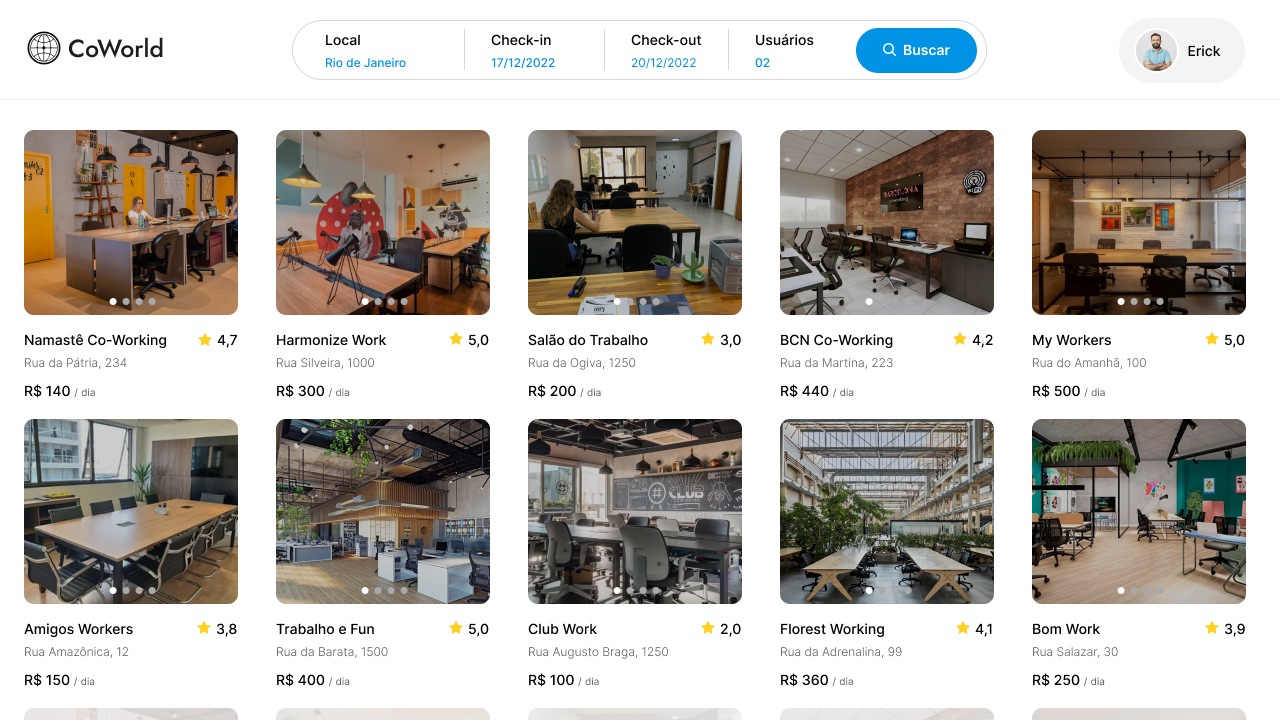 CoWorld
Local
Rio de Janeiro
Check-in
17/12/2022
Check-out
20/12/2022
Usuários
02
Buscar
Erick
Namastê Co-Working 4,7
Rua da Pátria, 234
R$ 140 / dia
Harmonize Work 5,0
Rua Silveira, 1000
R$ 300 / dia
Salão do Trabalho 3,0
Rua da Ogiva, 1250
R$ 200 / dia
WiFi
BCN Co-Working 4,2
Rua da Martina, 223
R$ 440 / dia
My Workers 5,0
Rua do Amanhã, 100
R$ 500 / dia
Amigos Workers 3,8
Rua Amazônica, 12
R$ 150 / dia
Trabalho e Fun 5,0
Rua da Barata, 1500
R$ 400 / dia
CLUB
Club Work 2,0
Rua Augusto Braga, 1250
R$ 100 / dia
Florest Working 4,1
Rua da Adrenalina, 99
R$ 360 / dia
Bom Work 3,9
Rua Salazar, 30
R$ 250 / dia